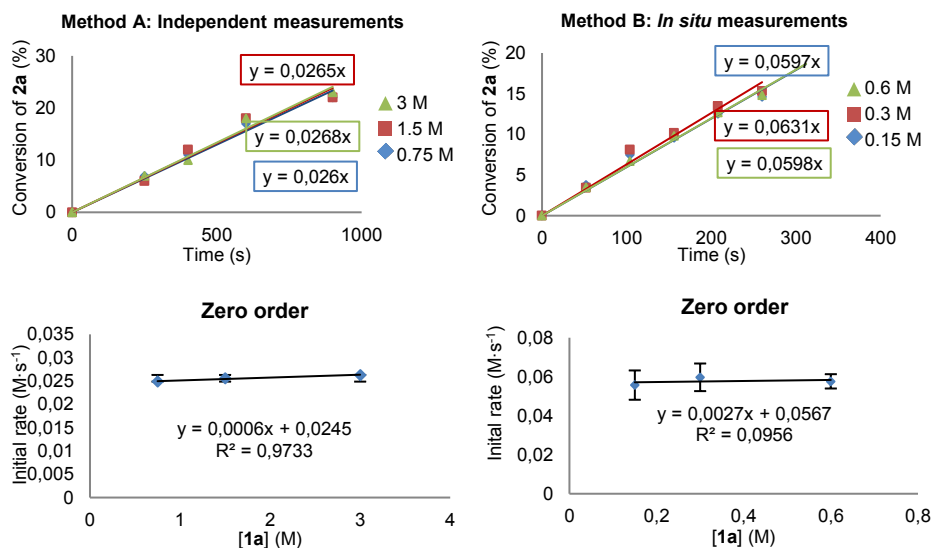 Method A: Independent measurements
Conversion of 2a (%)
30
20
10
0
0
500
1000
Time (s)
y = 0,0265x
y = 0,0268x
y = 0,026x
3 M
1.5 M
0.75 M
Method B: In situ measurements
Conversion of 2a (%)
20
15
10
5
0
0
100
200
300
400
Time (s)
y = 0,0597x
y = 0,0631x
y = 0,0598x
0.6 M
0.3 M
0.15 M
Zero order
Initial rate (M·s⁻¹)
0,035
0,03
0,025
0,02
0,015
0,01
0,005
0
0
1
2
3
4
[1a] (M)
y = 0,0006x + 0,0245
R² = 0,9733
Zero order
Inital rate (M·s⁻¹)
0,08
0,06
0,04
0,02
0
0
0,2
0,4
0,6
0,8
[1a] (M)
y = 0,0027x + 0,0567
R² = 0,0956